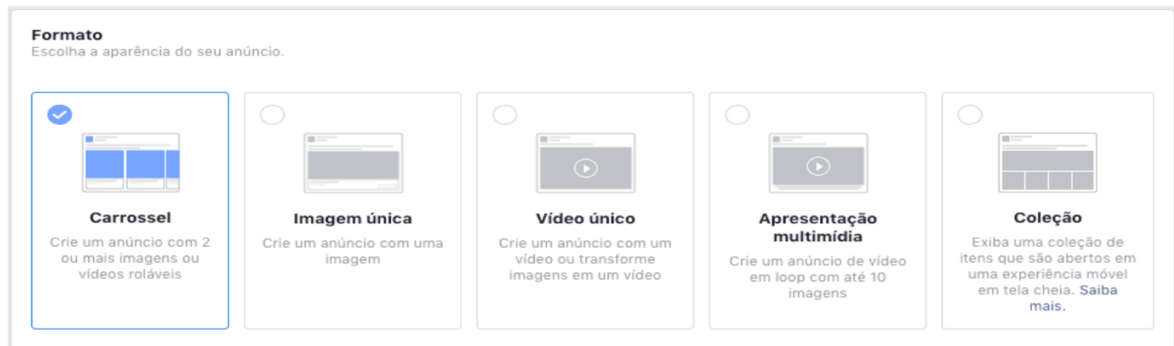 Formato
Escolha a aparência do seu anúncio.
Carrossel
Crie um anúncio com 2
ou mais imagens ou
vídeos roláveis
Imagem única
Crie um anúncio com uma
imagem
Vídeo único
Crie um anúncio com um
vídeo ou transforme
imagens em um vídeo
Apresentação
multimídia
Crie um anúncio de vídeo
em loop com até 10
imagens
Coleção
Exiba uma coleção de
itens que são abertos em
uma experiência móvel
em tela cheia. Saiba
mais.